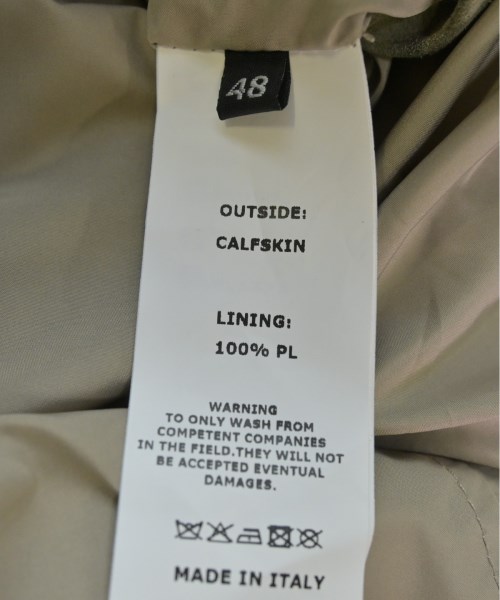 48
OUTSIDE:
CALFSKIN
LINING:
100% PL
WARNING
TO ONLY WASH FROM
COMPETENT COMPANIES
IN THE FIELD.THEY WILL NOT
BE ACCEPTED EVENTUAL
DAMAGES.
MADE IN ITALY